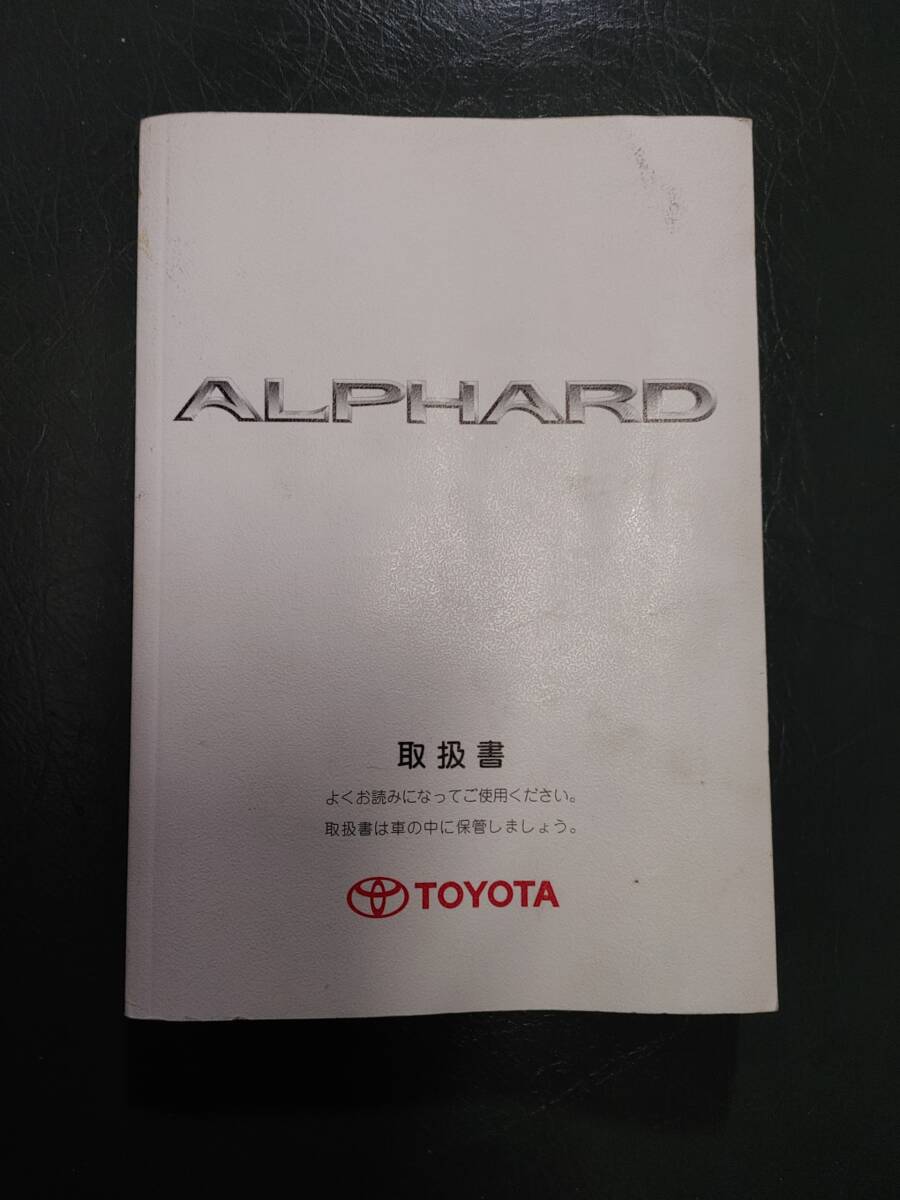 ALPHARD
取扱書
よくお読みになってご使用ください。
取扱書は車の中に保管しましょう。
TOYOTA